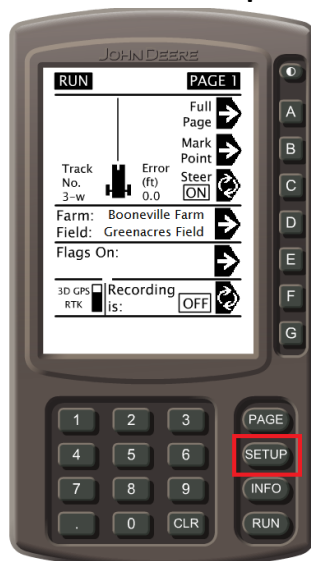 JOHN DEERE
RUN PAGE 1
Full
Page
A
Mark
Point
B
Track
No.
3-w
Error
(ft)
0.0
Steer
ON
C
Farm: Booneville Farm
Field: Greenacres Field
D
Flags On:
E
3D GPS
RTK
Recording
is:
OFF
F
G
1 2 3 PAGE
4 5 6 SETUP
7 8 9 INFO
. 0 CLR RUN